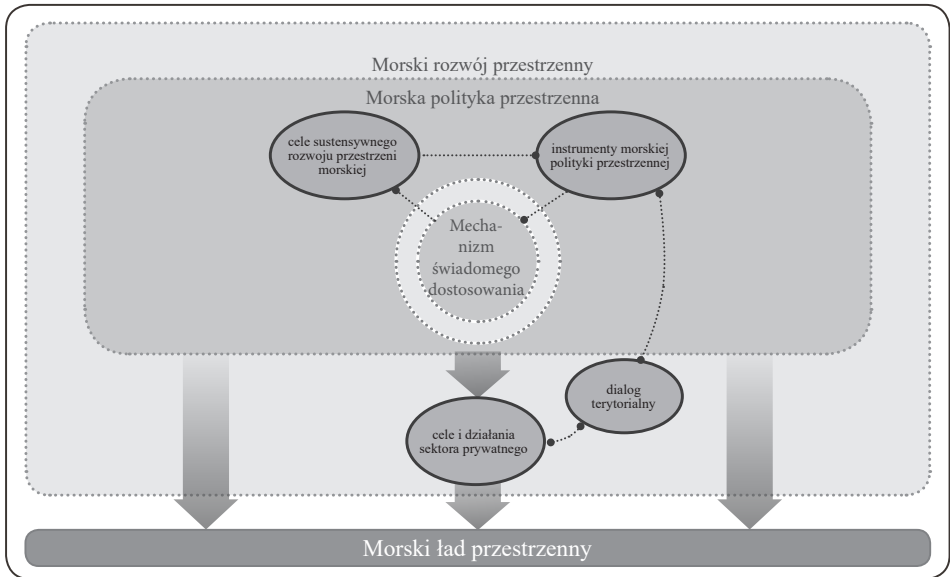 Morski rozwój przestrzenny
Morska polityka przestrzenna
cele sustensywnego
rozwoju przestrzeni
morskiej
instrumenty morskiej
polityki przestrzennej
Mecha-
nizm
świadomego
dostosowania
dialog
terytorialny
cele i działania
sektora prywatnego
Morski ład przestrzenny